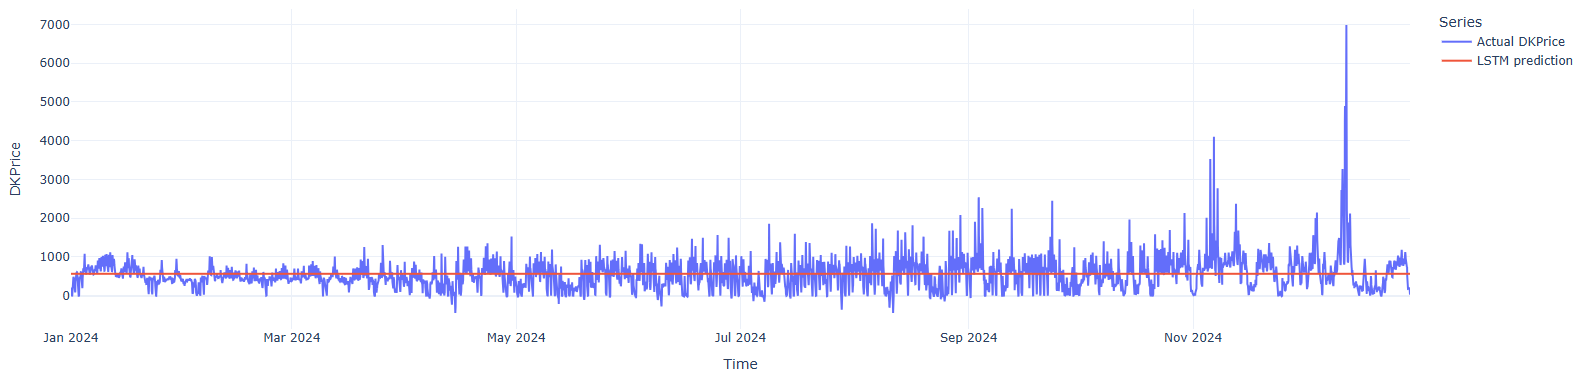 7000
6000
5000
4000
3000
2000
1000
0
DKPrice
Jan 2024
Mar 2024
May 2024
Jul 2024
Sep 2024
Nov 2024
Time
Series
Actual DKPrice
LSTM prediction